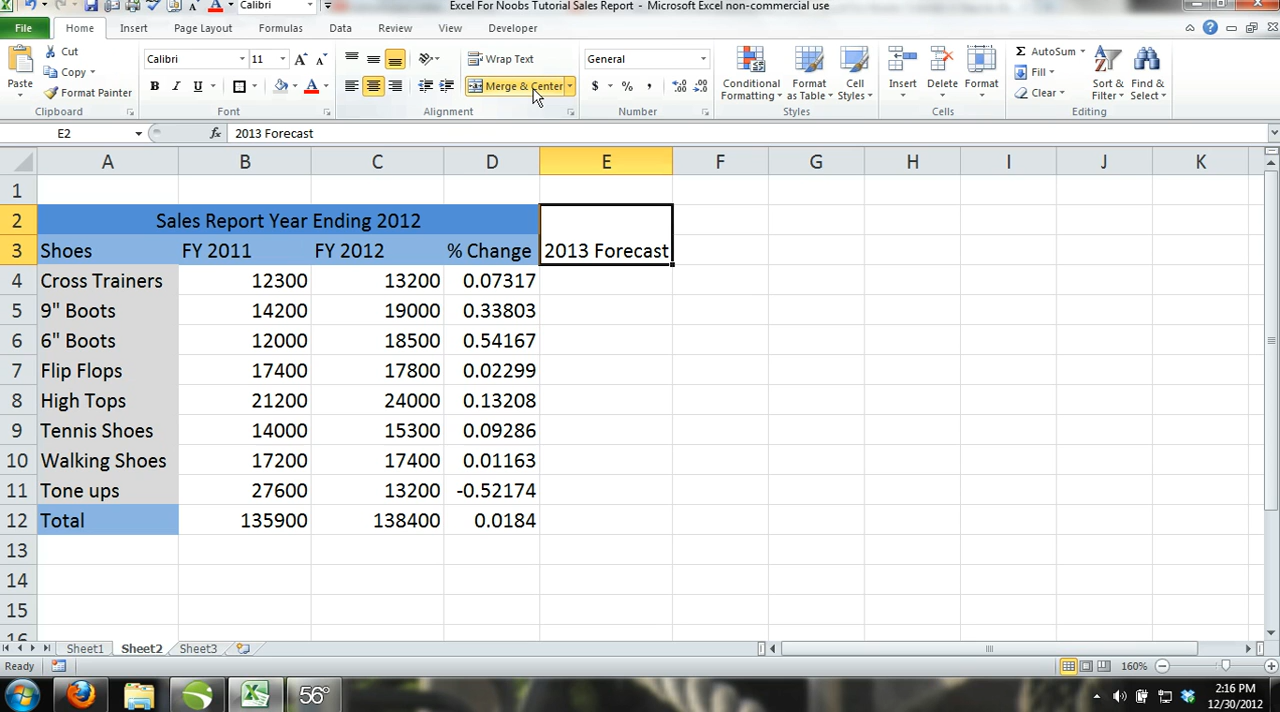 Excel For Noobs Tutorial Sales Report - Microsoft Excel non-commercial use
Calibri
File Home Insert Page Layout Formulas Data Review View Developer
Paste
Cut
Copy
Format Painter
Clipboard
Calibri 11
B I U
Font
Wrap Text
Merge & Center
Alignment
General
$ % ,
Number
Conditional Formatting
Format as Table
Cell Styles
Styles
Insert Delete Format
Cells
Σ AutoSum
Fill
Clear
Sort & Filter
Find & Select
Editing
E2 fx 2013 Forecast
A B C D E F G H I J K
1
2 Sales Report Year Ending 2012
3 Shoes FY 2011 FY 2012 % Change 2013 Forecast
4 Cross Trainers 12300 13200 0.07317
5 9" Boots 14200 19000 0.33803
6 6" Boots 12000 18500 0.54167
7 Flip Flops 17400 17800 0.02299
8 High Tops 21200 24000 0.13208
9 Tennis Shoes 14000 15300 0.09286
10 Walking Shoes 17200 17400 0.01163
11 Tone ups 27600 13200 -0.52174
12 Total 135900 138400 0.0184
13
14
15
16
Sheet1 Sheet2 Sheet3
Ready 160%
56°
2:16 PM
12/30/2012